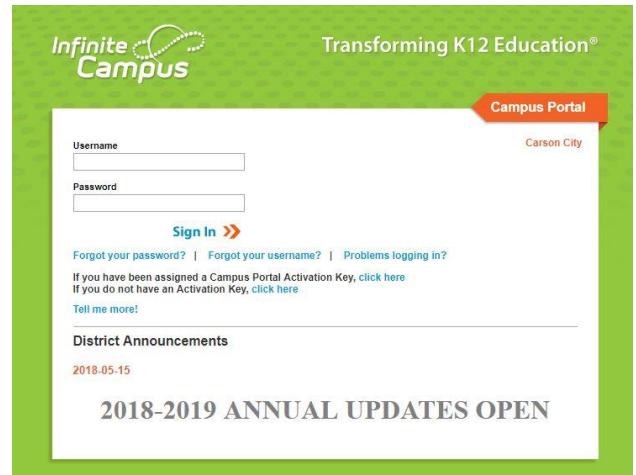 Infinite
Campus
Transforming K12 Education®
Campus Portal
Carson City
Username
Password
Sign In
Forgot your password? | Forgot your username? | Problems logging in?
If you have been assigned a Campus Portal Activation Key, click here
If you do not have an Activation Key, click here
Tell me more!
District Announcements
2018-05-15
2018-2019 ANNUAL UPDATES OPEN